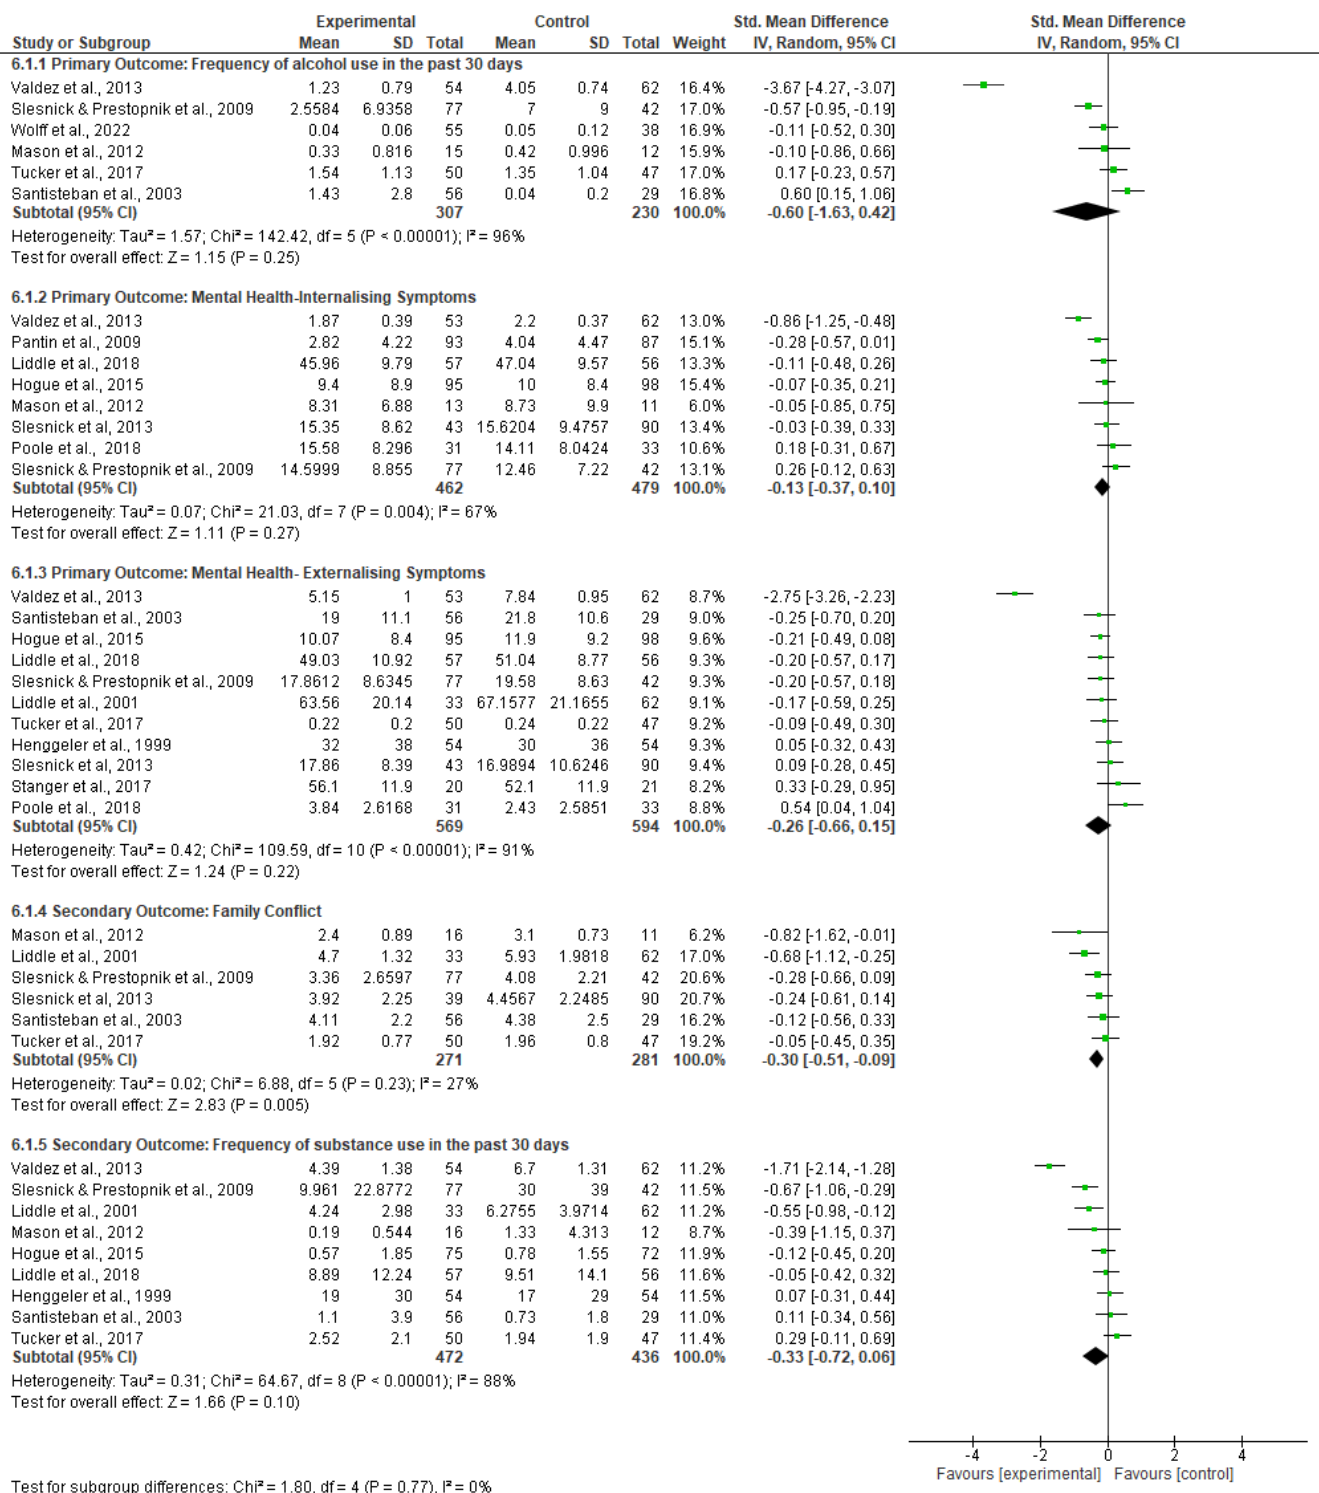 Experimental Control Std. Mean Difference Std. Mean Difference
Study or Subgroup Mean SD Total Mean SD Total Weight IV, Random, 95% CI IV, Random, 95% CI
6.1.1 Primary Outcome: Frequency of alcohol use in the past 30 days
Valdez et al., 2013 1.23 0.79 54 4.05 0.74 62 16.4% -3.67 [-4.27, -3.07]
Slesnick & Prestopnik et al., 2009 2.5584 6.9358 77 7 9 42 17.0% -0.57 [-0.95, -0.19]
Wolff et al., 2022 0.04 0.06 55 0.05 0.12 38 16.9% -0.11 [-0.52, 0.30]
Mason et al., 2012 0.33 0.816 15 0.42 0.996 12 15.9% -0.10 [-0.86, 0.66]
Tucker et al., 2017 1.54 1.13 50 1.35 1.04 47 17.0% 0.17 [-0.23, 0.57]
Santisteban et al., 2003 1.43 2.8 56 0.04 0.2 29 16.8% 0.60 [0.15, 1.06]
Subtotal (95% CI) 307 230 100.0% -0.60 [-1.63, 0.42]
Heterogeneity: Tau² = 1.57; Chi² = 142.42, df = 5 (P < 0.00001); I² = 96%
Test for overall effect: Z = 1.15 (P = 0.25)
6.1.2 Primary Outcome: Mental Health-Internalising Symptoms
Valdez et al., 2013 1.87 0.39 53 2.2 0.37 62 13.0% -0.86 [-1.25, -0.48]
Pantin et al., 2009 2.82 4.22 93 4.04 4.47 87 15.1% -0.28 [-0.57, 0.01]
Liddle et al., 2018 45.96 9.79 57 47.04 9.57 56 13.3% -0.11 [-0.48, 0.26]
Hogue et al., 2015 9.4 8.9 95 10 8.4 98 15.4% -0.07 [-0.35, 0.21]
Mason et al., 2012 8.31 6.88 13 8.73 9.9 11 6.0% -0.05 [-0.85, 0.75]
Slesnick et al, 2013 15.35 8.62 43 15.6204 9.4757 90 13.4% -0.03 [-0.39, 0.33]
Poole et al., 2018 15.58 8.296 31 14.11 8.0424 33 10.6% 0.18 [-0.31, 0.67]
Slesnick & Prestopnik et al., 2009 14.5999 8.855 77 12.46 7.22 42 13.1% 0.26 [-0.12, 0.63]
Subtotal (95% CI) 462 479 100.0% -0.13 [-0.37, 0.10]
Heterogeneity: Tau² = 0.07; Chi² = 21.03, df = 7 (P = 0.004); I² = 67%
Test for overall effect: Z = 1.11 (P = 0.27)
6.1.3 Primary Outcome: Mental Health- Externalising Symptoms
Valdez et al., 2013 5.15 1 53 7.84 0.95 62 8.7% -2.75 [-3.26, -2.23]
Santisteban et al., 2003 19 11.1 56 21.8 10.6 29 9.0% -0.25 [-0.70, 0.20]
Hogue et al., 2015 10.07 8.4 95 11.9 9.2 98 9.6% -0.21 [-0.49, 0.08]
Liddle et al., 2018 49.03 10.92 57 51.04 8.77 56 9.3% -0.20 [-0.57, 0.17]
Slesnick & Prestopnik et al., 2009 17.8612 8.6345 77 19.58 8.63 42 9.3% -0.20 [-0.57, 0.18]
Liddle et al., 2001 63.56 20.14 33 67.1577 21.1655 62 9.1% -0.17 [-0.59, 0.25]
Tucker et al., 2017 0.22 0.2 50 0.24 0.22 47 9.2% -0.09 [-0.49, 0.30]
Henggeler et al., 1999 32 38 54 30 36 54 9.3% 0.05 [-0.32, 0.43]
Slesnick et al, 2013 17.86 8.39 43 16.9894 10.6246 90 9.4% 0.09 [-0.28, 0.45]
Stanger et al., 2017 56.1 11.9 20 52.1 11.9 21 8.2% 0.33 [-0.29, 0.95]
Poole et al., 2018 3.84 2.6168 31 2.43 2.5851 33 8.8% 0.54 [0.04, 1.04]
Subtotal (95% CI) 569 594 100.0% -0.26 [-0.66, 0.15]
Heterogeneity: Tau² = 0.42; Chi² = 109.59, df = 10 (P < 0.00001); I² = 91%
Test for overall effect: Z = 1.24 (P = 0.22)
6.1.4 Secondary Outcome: Family Conflict
Mason et al., 2012 2.4 0.89 16 3.1 0.73 11 6.2% -0.82 [-1.62, -0.01]
Liddle et al., 2001 4.7 1.32 33 5.93 1.9818 62 17.0% -0.68 [-1.12, -0.25]
Slesnick & Prestopnik et al., 2009 3.36 2.6597 77 4.08 2.21 42 20.6% -0.28 [-0.66, 0.09]
Slesnick et al, 2013 3.92 2.25 39 4.4567 2.2485 90 20.7% -0.24 [-0.61, 0.14]
Santisteban et al., 2003 4.11 2.2 56 4.38 2.5 29 16.2% -0.12 [-0.56, 0.33]
Tucker et al., 2017 1.92 0.77 50 1.96 0.8 47 19.2% -0.05 [-0.45, 0.35]
Subtotal (95% CI) 271 281 100.0% -0.30 [-0.51, -0.09]
Heterogeneity: Tau² = 0.02; Chi² = 6.88, df = 5 (P = 0.23); I² = 27%
Test for overall effect: Z = 2.83 (P = 0.005)
6.1.5 Secondary Outcome: Frequency of substance use in the past 30 days
Valdez et al., 2013 4.39 1.38 54 6.7 1.31 62 11.2% -1.71 [-2.14, -1.28]
Slesnick & Prestopnik et al., 2009 9.961 22.8772 77 30 39 42 11.5% -0.67 [-1.06, -0.29]
Liddle et al., 2001 4.24 2.98 33 6.2755 3.9714 62 11.2% -0.55 [-0.98, -0.12]
Mason et al., 2012 0.19 0.544 16 1.33 4.313 12 8.7% -0.39 [-1.15, 0.37]
Hogue et al., 2015 0.57 1.85 75 0.78 1.55 72 11.9% -0.12 [-0.45, 0.20]
Liddle et al., 2018 8.89 12.24 57 9.51 14.1 56 11.6% -0.05 [-0.42, 0.32]
Henggeler et al., 1999 19 30 54 17 29 54 11.5% 0.07 [-0.31, 0.44]
Santisteban et al., 2003 1.1 3.9 56 0.73 1.8 29 11.0% 0.11 [-0.34, 0.56]
Tucker et al., 2017 2.52 2.1 50 1.94 1.9 47 11.4% 0.29 [-0.11, 0.69]
Subtotal (95% CI) 472 436 100.0% -0.33 [-0.72, 0.06]
Heterogeneity: Tau² = 0.31; Chi² = 64.67, df = 8 (P < 0.00001); I² = 88%
Test for overall effect: Z = 1.66 (P = 0.10)
-4 -2 0 2 4
Favours [experimental] Favours [control]
Test for subgroup differences: Chi² = 1.80, df = 4 (P = 0.77), I² = 0%